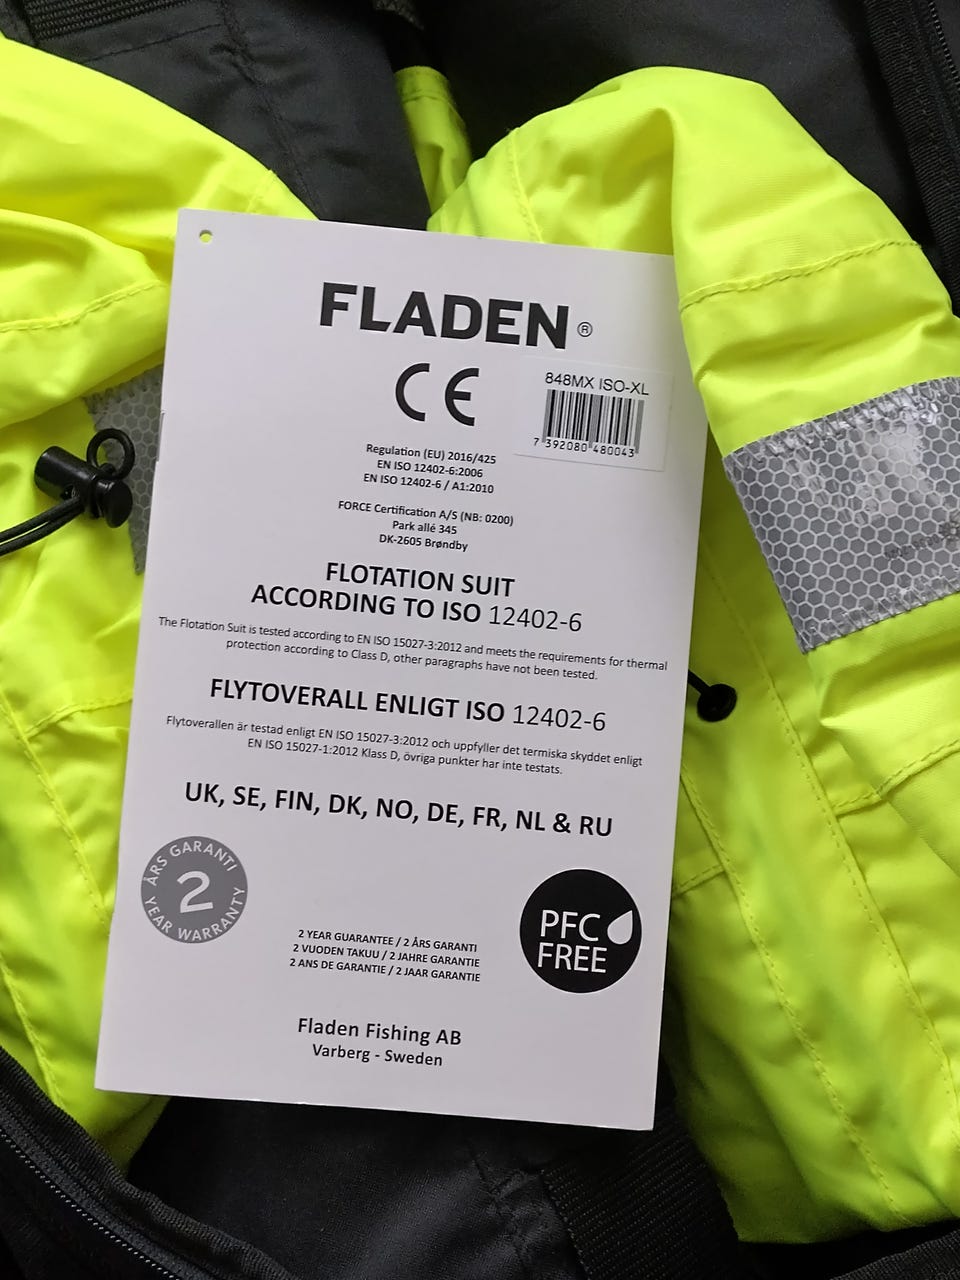 FLADEN ®
CE
848MX ISO-XL
7 392080 480043
Regulation (EU) 2016/425
EN ISO 12402-6:2006
EN ISO 12402-6 / A1:2010
FORCE Certification A/S (NB: 0200)
Park allé 345
DK-2605 Brøndby
FLOTATION SUIT
ACCORDING TO ISO 12402-6
The Flotation Suit is tested according to EN ISO 15027-3:2012 and meets the requirements for thermal
protection according to Class D, other paragraphs have not been tested.
FLYTOVERALL ENLIGT ISO 12402-6
Flytoverallen är testad enligt EN ISO 15027-3:2012 och uppfyller det termiska skyddet enligt
EN ISO 15027-1:2012 Klass D, övriga punkter har inte testats.
UK, SE, FIN, DK, NO, DE, FR, NL & RU
ÅRS GARANTI
2
YEAR WARRANTY
PFC
FREE
2 YEAR GUARANTEE / 2 ÅRS GARANTI
2 VUODEN TAKUU / 2 JAHRE GARANTIE
2 ANS DE GARANTIE / 2 JAAR GARANTIE
Fladen Fishing AB
Varberg - Sweden